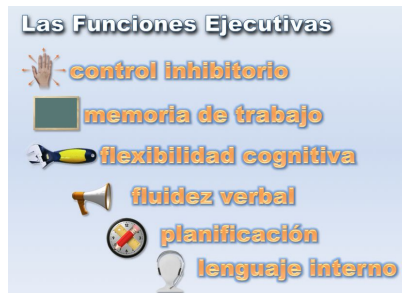 Las Funciones Ejecutivas
control inhibitorio
memoria de trabajo
flexibilidad cognitiva
fluidez verbal
planificación
lenguaje interno